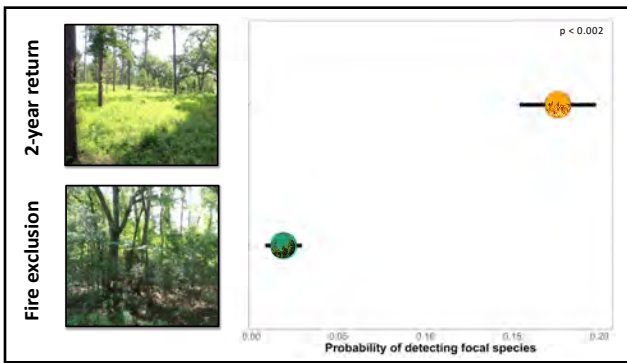 2-year return
p < 0.002
Fire exclusion
0.00 0.05 0.10 0.15 0.20
Probability of detecting focal species